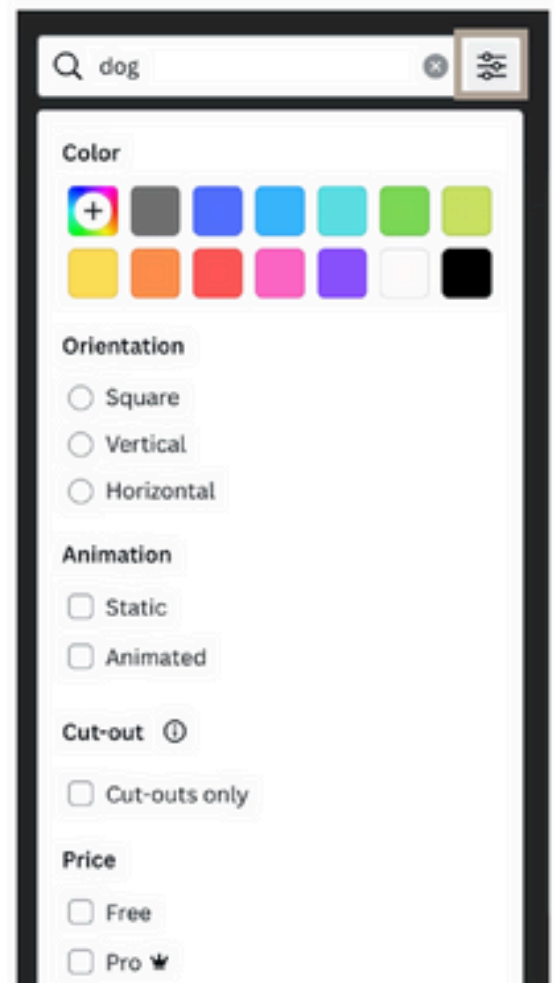 dog
Color
Orientation
Square
Vertical
Horizontal
Animation
Static
Animated
Cut-out
Cut-outs only
Price
Free
Pro